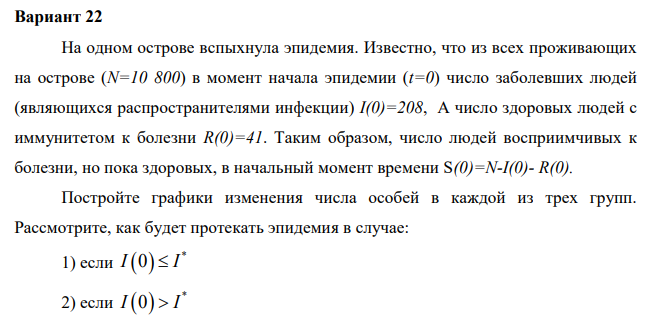 Вариант 22
На одном острове вспыхнула эпидемия. Известно, что из всех проживающих
на острове (N=10 800) в момент начала эпидемии (t=0) число заболевших людей
(являющихся распространителями инфекции) I(0)=208, А число здоровых людей с
иммунитетом к болезни R(0)=41. Таким образом, число людей восприимчивых к
болезни, но пока здоровых, в начальный момент времени S(0)=N-I(0)- R(0).
Постройте графики изменения числа особей в каждой из трех групп.
Рассмотрите, как будет протекать эпидемия в случае:
1) если I(0) ≤ I*
2) если I(0) > I*